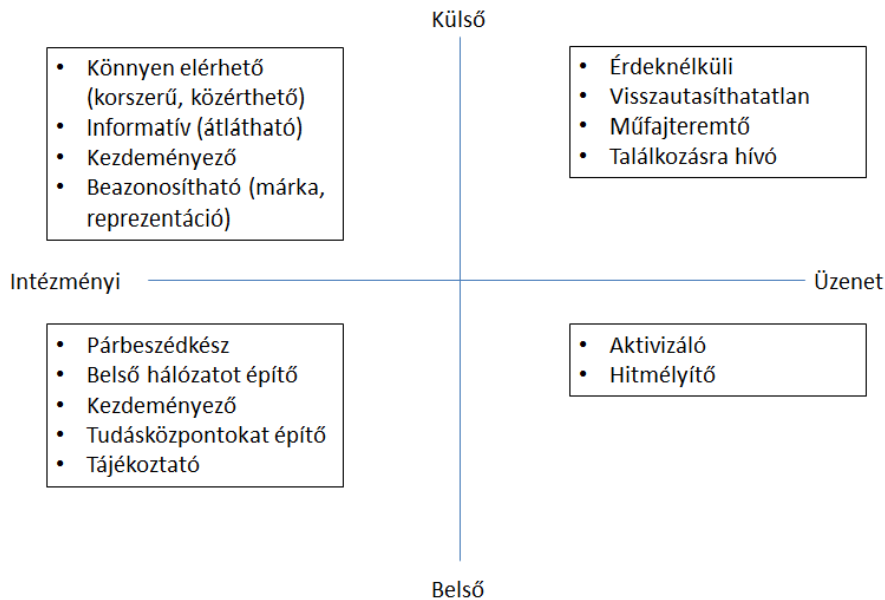 Külső
• Könnyen elérhető
(korszerű, közérthető)
• Informatív (átlátható)
• Kezdeményező
• Beazonosítható (márka,
reprezentáció)
• Érdeknélküli
• Visszautasíthatatlan
• Műfajteremtő
• Találkozásra hívó
Intézményi
Üzenet
• Párbeszédkész
• Belső hálózatot építő
• Kezdeményező
• Tudásközpontokat építő
• Tájékoztató
• Aktivizáló
• Hitmélyítő
Belső